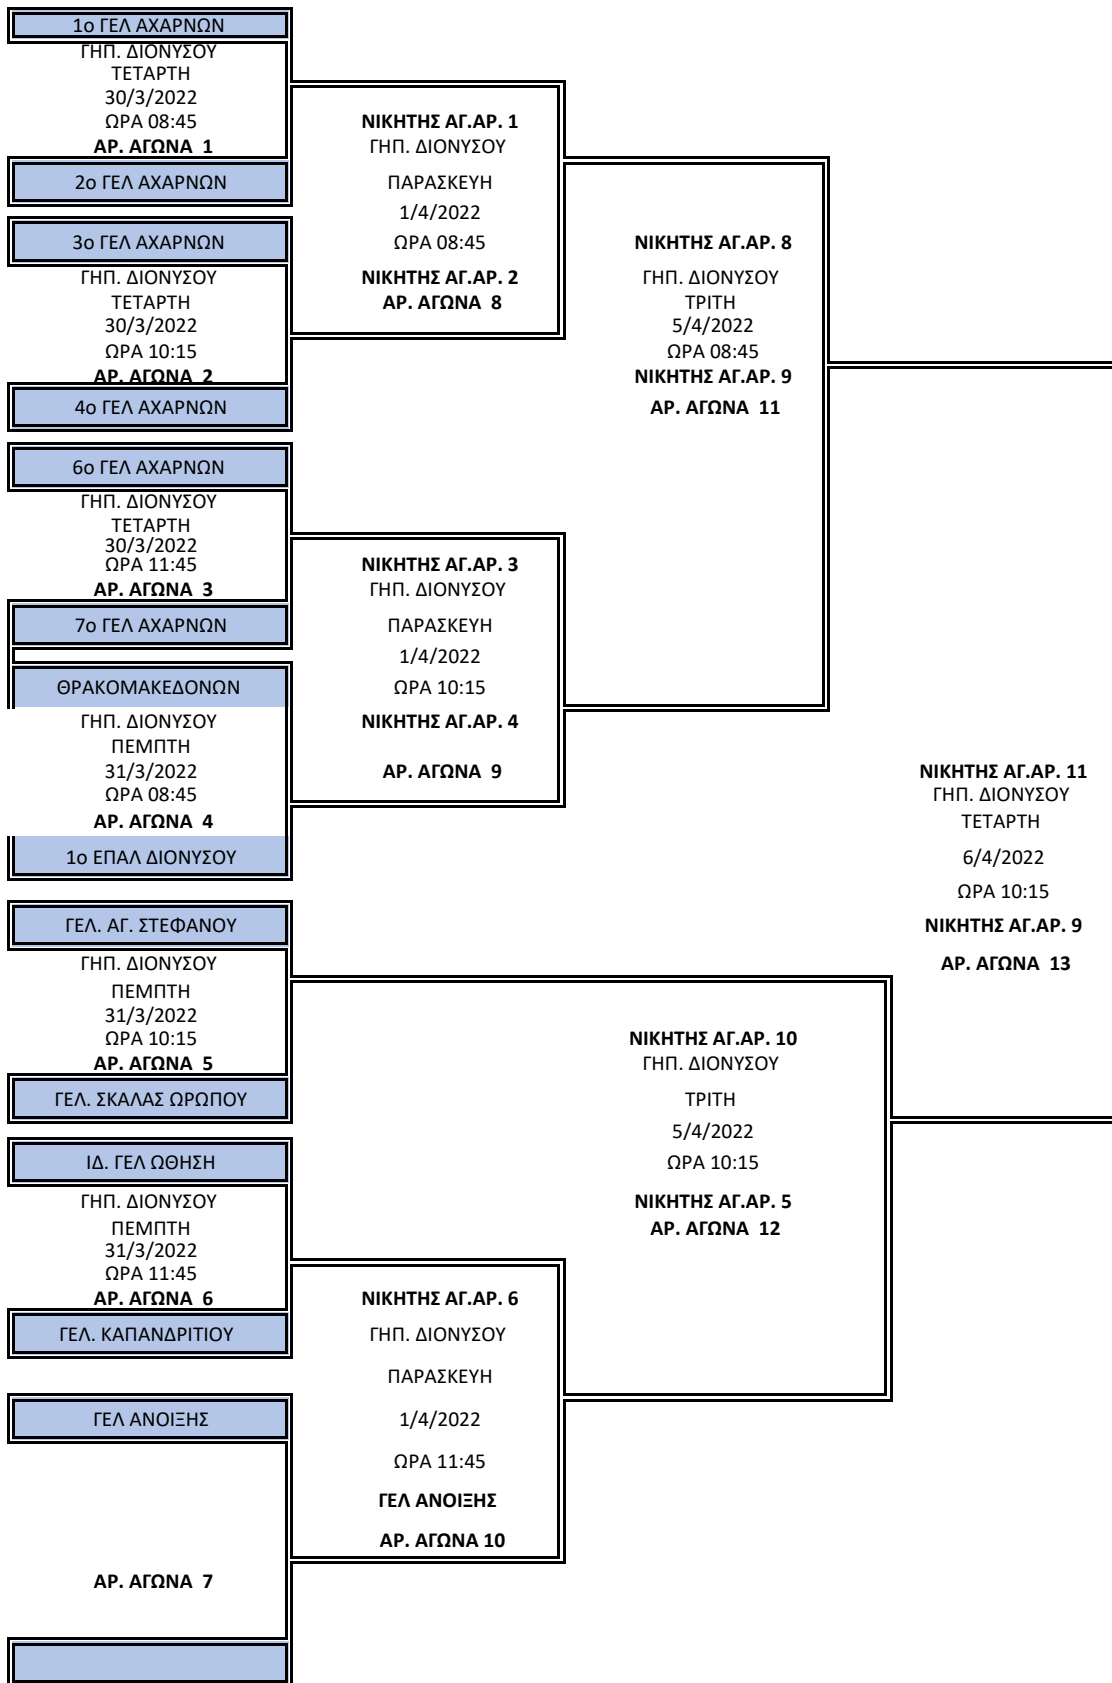 1ο ΓΕΛ ΑΧΑΡΝΩΝ
ΓΗΠ. ΔΙΟΝΥΣΟΥ
ΤΕΤΑΡΤΗ
30/3/2022
ΩΡΑ 08:45
ΑΡ. ΑΓΩΝΑ 1
2ο ΓΕΛ ΑΧΑΡΝΩΝ
3ο ΓΕΛ ΑΧΑΡΝΩΝ
ΓΗΠ. ΔΙΟΝΥΣΟΥ
ΤΕΤΑΡΤΗ
30/3/2022
ΩΡΑ 10:15
ΑΡ. ΑΓΩΝΑ 2
4ο ΓΕΛ ΑΧΑΡΝΩΝ
6ο ΓΕΛ ΑΧΑΡΝΩΝ
ΓΗΠ. ΔΙΟΝΥΣΟΥ
ΤΕΤΑΡΤΗ
30/3/2022
ΩΡΑ 11:45
ΑΡ. ΑΓΩΝΑ 3
7ο ΓΕΛ ΑΧΑΡΝΩΝ
ΘΡΑΚΟΜΑΚΕΔΟΝΩΝ
ΓΗΠ. ΔΙΟΝΥΣΟΥ
ΠΕΜΠΤΗ
31/3/2022
ΩΡΑ 08:45
ΑΡ. ΑΓΩΝΑ 4
1ο ΕΠΑΛ ΔΙΟΝΥΣΟΥ
ΓΕΛ. ΑΓ. ΣΤΕΦΑΝΟΥ
ΓΗΠ. ΔΙΟΝΥΣΟΥ
ΠΕΜΠΤΗ
31/3/2022
ΩΡΑ 10:15
ΑΡ. ΑΓΩΝΑ 5
ΓΕΛ. ΣΚΑΛΑΣ ΩΡΩΠΟΥ
ΙΔ. ΓΕΛ ΩΘΗΣΗ
ΓΗΠ. ΔΙΟΝΥΣΟΥ
ΠΕΜΠΤΗ
31/3/2022
ΩΡΑ 11:45
ΑΡ. ΑΓΩΝΑ 6
ΓΕΛ. ΚΑΠΑΝΔΡΙΤΙΟΥ
ΓΕΛ ΑΝΟΙΞΗΣ
ΑΡ. ΑΓΩΝΑ 7
ΝΙΚΗΤΗΣ ΑΓ.ΑΡ. 1
ΓΗΠ. ΔΙΟΝΥΣΟΥ
ΠΑΡΑΣΚΕΥΗ
1/4/2022
ΩΡΑ 08:45
ΝΙΚΗΤΗΣ ΑΓ.ΑΡ. 2
ΑΡ. ΑΓΩΝΑ 8
ΝΙΚΗΤΗΣ ΑΓ.ΑΡ. 3
ΓΗΠ. ΔΙΟΝΥΣΟΥ
ΠΑΡΑΣΚΕΥΗ
1/4/2022
ΩΡΑ 10:15
ΝΙΚΗΤΗΣ ΑΓ.ΑΡ. 4
ΑΡ. ΑΓΩΝΑ 9
ΝΙΚΗΤΗΣ ΑΓ.ΑΡ. 6
ΓΗΠ. ΔΙΟΝΥΣΟΥ
ΠΑΡΑΣΚΕΥΗ
1/4/2022
ΩΡΑ 11:45
ΓΕΛ ΑΝΟΙΞΗΣ
ΑΡ. ΑΓΩΝΑ 10
ΝΙΚΗΤΗΣ ΑΓ.ΑΡ. 8
ΓΗΠ. ΔΙΟΝΥΣΟΥ
ΤΡΙΤΗ
5/4/2022
ΩΡΑ 08:45
ΝΙΚΗΤΗΣ ΑΓ.ΑΡ. 9
ΑΡ. ΑΓΩΝΑ 11
ΝΙΚΗΤΗΣ ΑΓ.ΑΡ. 10
ΓΗΠ. ΔΙΟΝΥΣΟΥ
ΤΡΙΤΗ
5/4/2022
ΩΡΑ 10:15
ΝΙΚΗΤΗΣ ΑΓ.ΑΡ. 5
ΑΡ. ΑΓΩΝΑ 12
ΝΙΚΗΤΗΣ ΑΓ.ΑΡ. 11
ΓΗΠ. ΔΙΟΝΥΣΟΥ
ΤΕΤΑΡΤΗ
6/4/2022
ΩΡΑ 10:15
ΝΙΚΗΤΗΣ ΑΓ.ΑΡ. 9
ΑΡ. ΑΓΩΝΑ 13